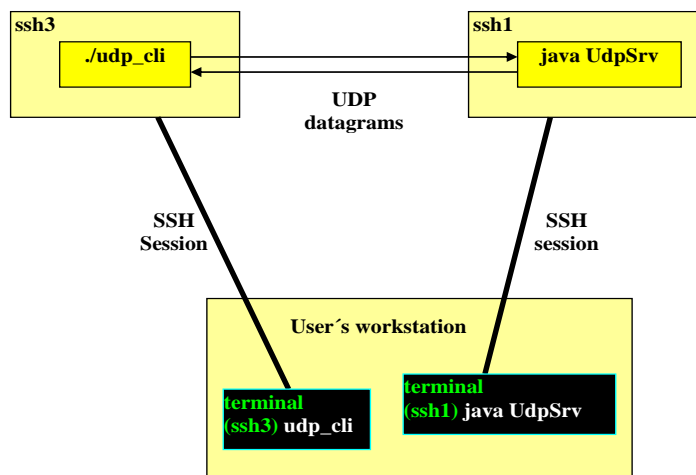 ssh3
./udp_cli
ssh1
java UdpSrv
UDP
datagrams
SSH
Session
SSH
session
User´s workstation
terminal
(ssh3) udp_cli
terminal
(ssh1) java UdpSrv